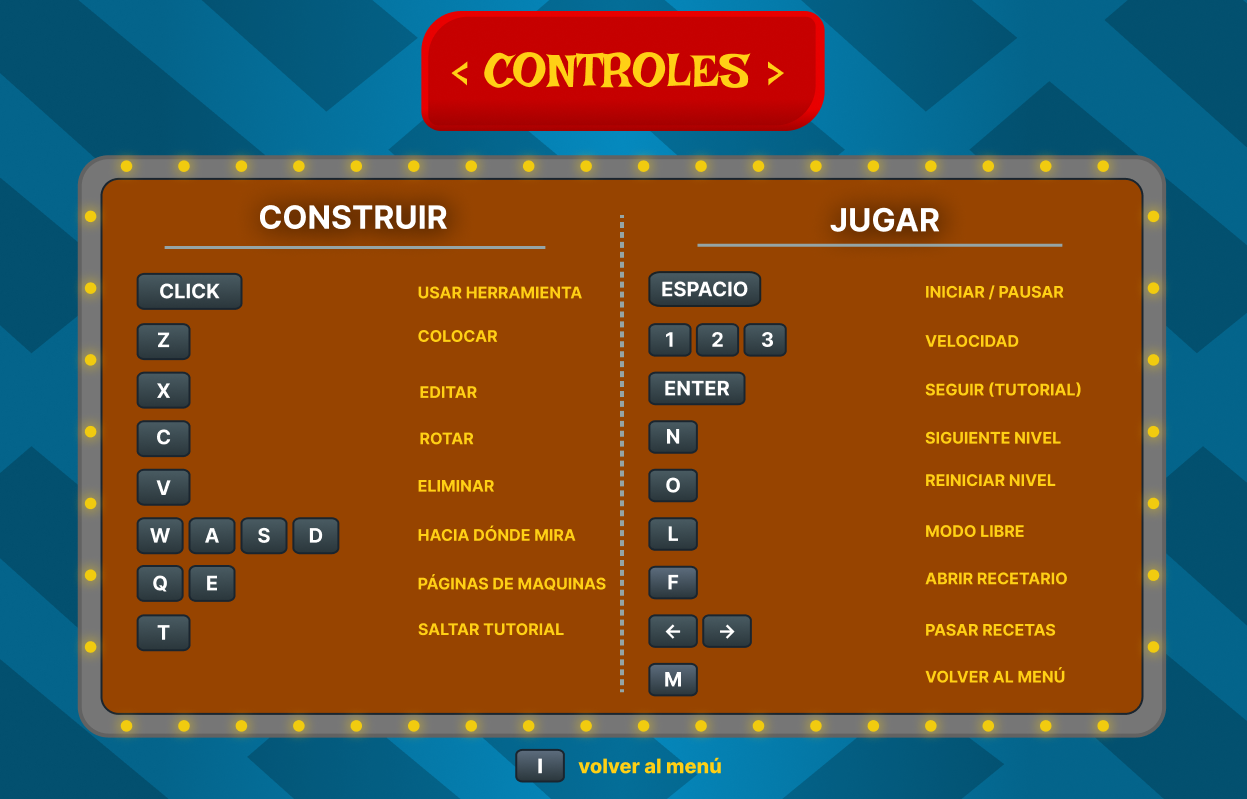 < CONTROLES >
CONSTRUIR
CLICK USAR HERRAMIENTA
Z COLOCAR
X EDITAR
C ROTAR
V ELIMINAR
W A S D HACIA DÓNDE MIRA
Q E PÁGINAS DE MAQUINAS
T SALTAR TUTORIAL
JUGAR
ESPACIO INICIAR / PAUSAR
1 2 3 VELOCIDAD
ENTER SEGUIR (TUTORIAL)
N SIGUIENTE NIVEL
O REINICIAR NIVEL
L MODO LIBRE
F ABRIR RECETARIO
← → PASAR RECETAS
M VOLVER AL MENÚ
I volver al menú